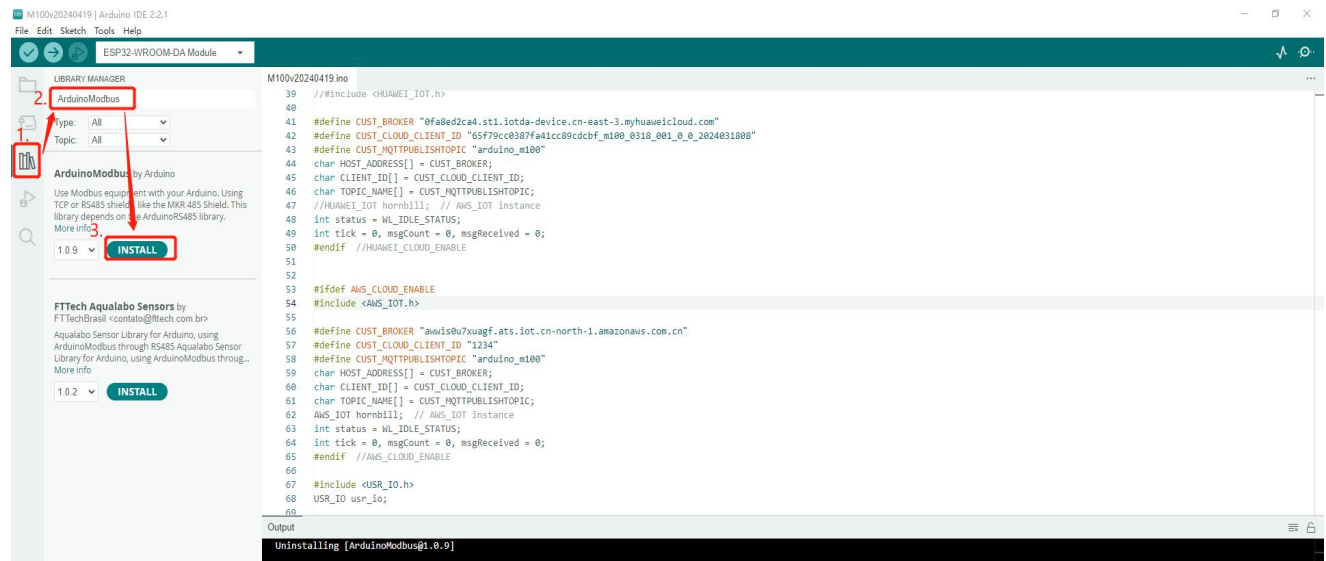 M100v20240419 | Arduino IDE 2.2.1
File Edit Sketch Tools Help
ESP32-WROOM-DA Module
LIBRARY MANAGER
2.
ArduinoModbus
Type: All
Topic: All
1.
ArduinoModbus by Arduino
Use Modbus equipment with your Arduino. Using
TCP or RS485 shields like the MKR 485 Shield. This
library depends on the ArduinoRS485 library.
More info
3.
1.0.9
INSTALL
FTTech Aqualabo Sensors by
FTTechBrasil <contato@fttech.com.br>
Aqualabo Sensor Library for Arduino, using
ArduinoModbus through RS485 Aqualabo Sensor
Library for Arduino, using ArduinoModbus throug...
More info
1.0.2
INSTALL
M100v20240419.ino
...
39 //#include <HUAWEI_IOT.h>
40
41 #define CUST_BROKER "0fa8ed2ca4.st1.iotda-device.cn-east-3.myhuaweicloud.com"
42 #define CUST_CLOUD_CLIENT_ID "65f79cc0387fa41cc89cdcbf_m100_0318_001_0_0_2024031808"
43 #define CUST_MQTTPUBLISHTOPIC "arduino_m100"
44 char HOST_ADDRESS[] = CUST_BROKER;
45 char CLIENT_ID[] = CUST_CLOUD_CLIENT_ID;
46 char TOPIC_NAME[] = CUST_MQTTPUBLISHTOPIC;
47 //HUAWEI_IOT hornbill; // AWS_IOT instance
48 int status = WL_IDLE_STATUS;
49 int tick = 0, msgCount = 0, msgReceived = 0;
50 #endif //HUAWEI_CLOUD_ENABLE
51
52
53 #ifdef AWS_CLOUD_ENABLE
54 #include <AWS_IOT.h>
55
56 #define CUST_BROKER "awwis0u7xuagf.ats.iot.cn-north-1.amazonaws.com.cn"
57 #define CUST_CLOUD_CLIENT_ID "1234"
58 #define CUST_MQTTPUBLISHTOPIC "arduino_m100"
59 char HOST_ADDRESS[] = CUST_BROKER;
60 char CLIENT_ID[] = CUST_CLOUD_CLIENT_ID;
61 char TOPIC_NAME[] = CUST_MQTTPUBLISHTOPIC;
62 AWS_IOT hornbill; // AWS_IOT instance
63 int status = WL_IDLE_STATUS;
64 int tick = 0, msgCount = 0, msgReceived = 0;
65 #endif //AWS_CLOUD_ENABLE
66
67 #include <USR_IO.h>
68 USR_IO usr_io;
69
Output
Uninstalling [ArduinoModbus@1.0.9]